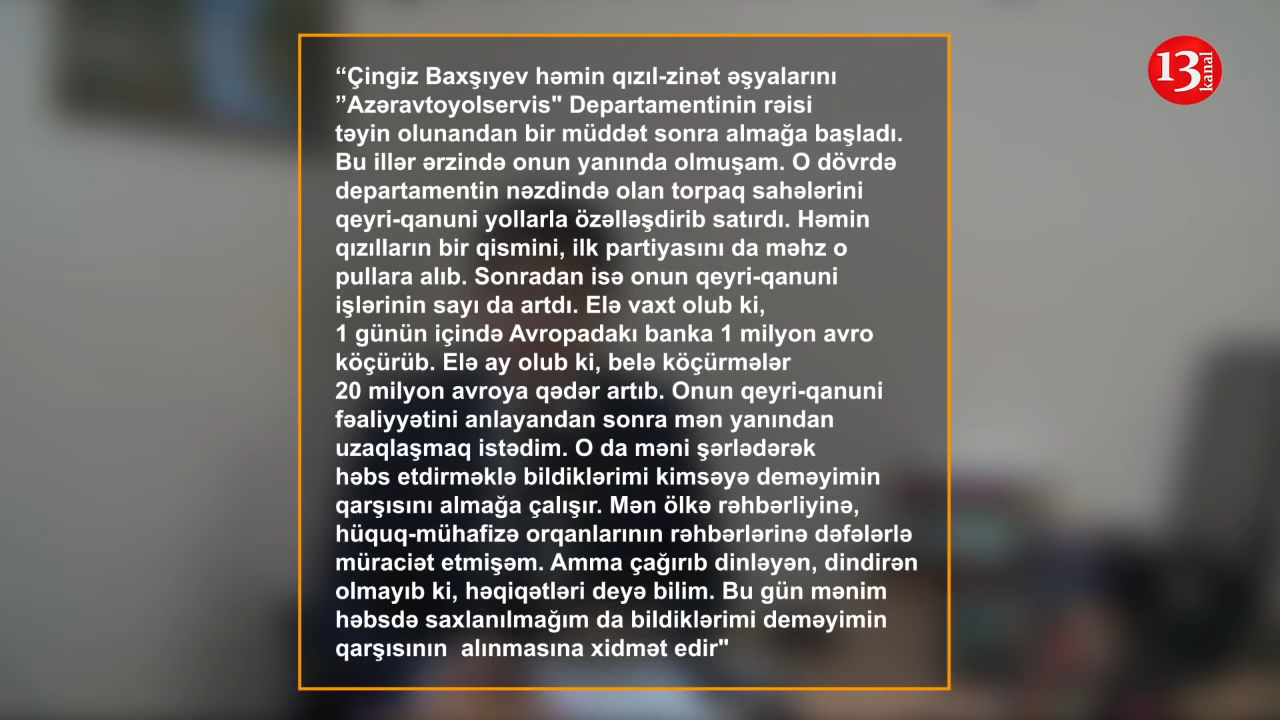 “Çingiz Baxşıyev həmin qızıl-zinət əşyalarını
”Azəravtoyolservis" Departamentinin rəisi
təyin olunandan bir müddət sonra almağa başladı.
Bu illər ərzində onun yanında olmuşam. O dövrdə
departamentin nəzdində olan torpaq sahələrini
qeyri-qanuni yollarla özəlləşdirib satırdı. Həmin
qızılların bir qismini, ilk partiyasını da məhz o
pullara alıb. Sonradan isə onun qeyri-qanuni
işlərinin sayı da artdı. Elə vaxt olub ki,
1 günün içində Avropadakı banka 1 milyon avro
köçürüb. Elə ay olub ki, belə köçürmələr
20 milyon avroya qədər artıb. Onun qeyri-qanuni
fəaliyyətini anlayandan sonra mən yanından
uzaqlaşmaq istədim. O da məni şərlədərək
həbs etdirməklə bildiklərimi kimsəyə deməyimin
qarşısını almağa çalışır. Mən ölkə rəhbərliyinə,
hüquq-mühafizə orqanlarının rəhbərlərinə dəfələrlə
müraciət etmişəm. Amma çağırıb dinləyən, dindirən
olmayıb ki, həqiqətləri deyə bilim. Bu gün mənim
həbsdə saxlanılmağım da bildiklərimi deməyimin
qarşısının  alınmasına xidmət edir"
13 kanal